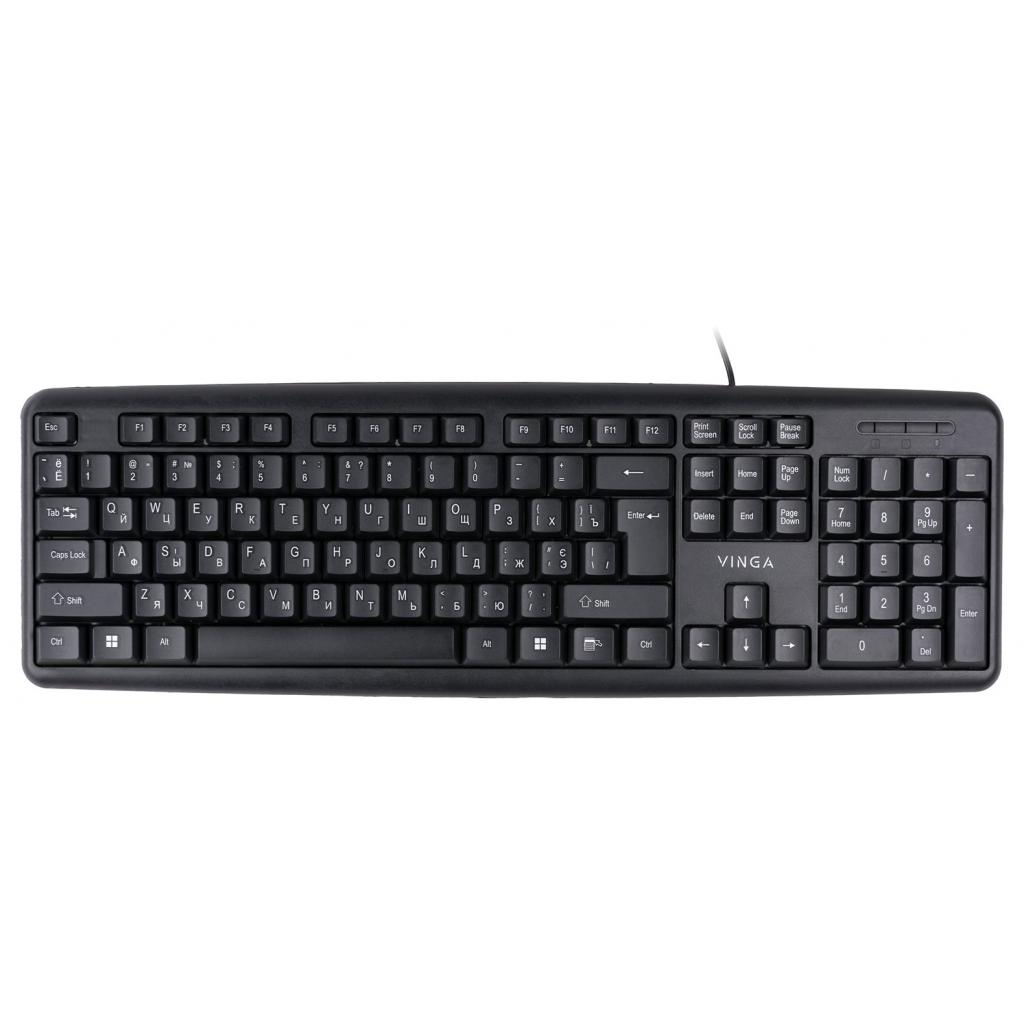 Esc F1 F2 F3 F4 F5 F6 F7 F8 F9 F10 F11 F12 Print Screen Scroll Lock Pause Break
~ ё ` Ё ! 1 @ " 2 # № 3 $ ; 4 % 5 ^ : 6 & ? 7 * 8 ( 9 ) 0 _ - + = ← Insert Home Page Up Num Lock / * –
Tab Q Й W Ц E У R К T Е Y Н U Г I Ш O Щ P З { [ Х } ] Ї Ъ Enter Delete End Page Down 7 Home 8 9 Pg Up +
Caps Lock A Ф S І Ы D В F А G П H Р J О K Л L Д : ; Ж " ' Є Э | \ / VINGA 4 5 6
Shift Z Я X Ч C С V М B И N Т M Ь < , Б > . Ю ? / , . Shift ↑ 1 End 2 3 Pg Dn Enter
Ctrl Alt Alt Ctrl ← ↓ → 0 . Del